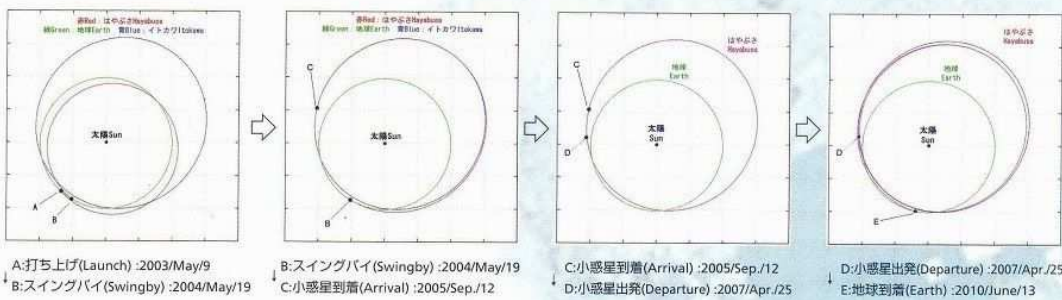 赤Red：はやぶさHayabusa
緑Green：地球Earth 青Blue：イトカワItokawa
太陽Sun
A
B
A:打ち上げ(Launch) :2003/May/9
↓
B:スイングバイ(Swingby) :2004/May/19
赤Red：はやぶさHayabusa
緑Green：地球Earth 青Blue：イトカワItokawa
C
太陽Sun
B
B:スイングバイ(Swingby) :2004/May/19
↓
C:小惑星到着(Arrival) :2005/Sep./12
はやぶさ
Hayabusa
地球
Earth
C
太陽
Sun
D
C:小惑星到着(Arrival) :2005/Sep./12
↓
D:小惑星出発(Departure) :2007/Apr./25
はやぶさ
Hayabusa
地球
Earth
太陽
Sun
D
E
D:小惑星出発(Departure) :2007/Apr./25
↓
E:地球到着(Earth) :2010/June/13